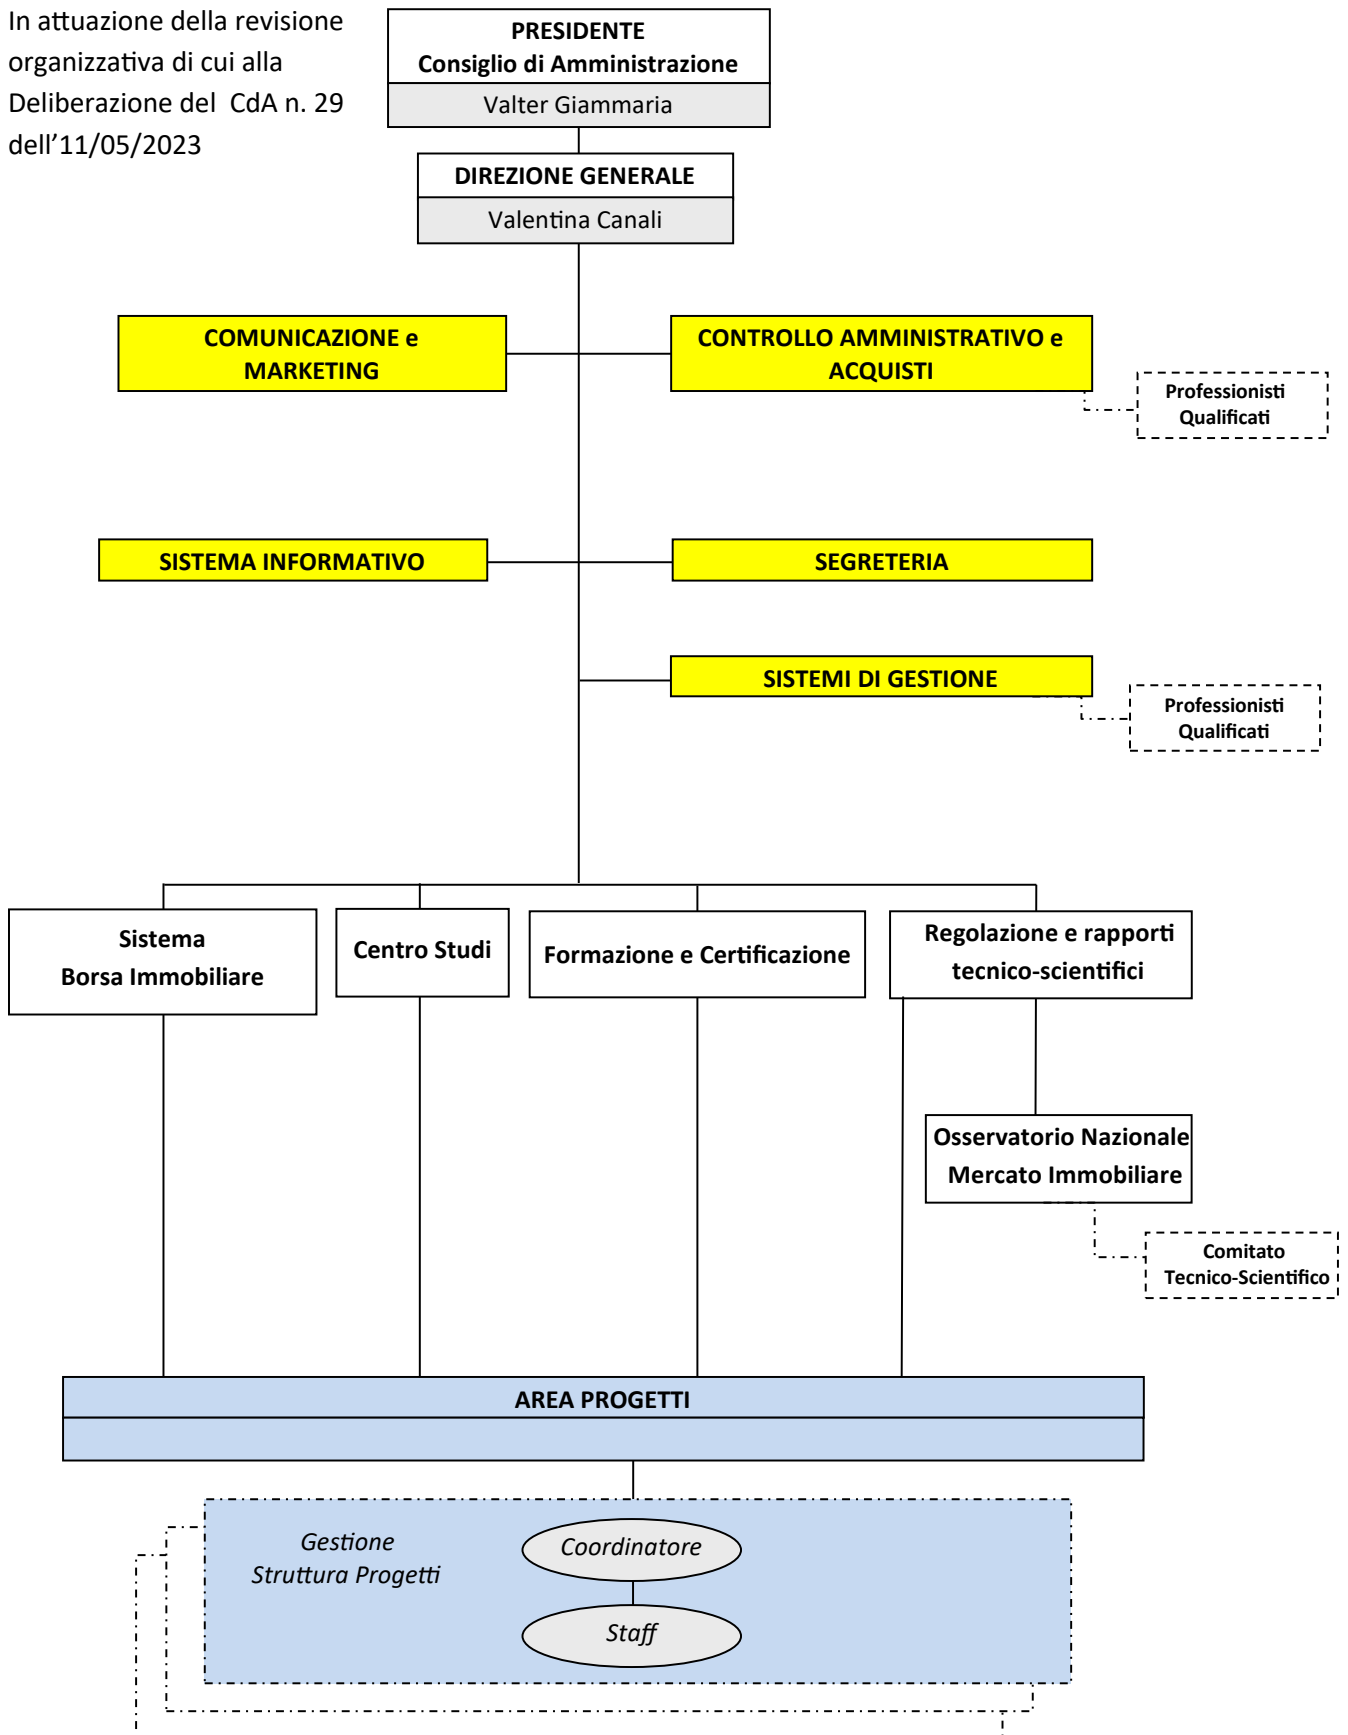 In attuazione della revisione
organizzativa di cui alla
Deliberazione del CdA n. 29
dell'11/05/2023
PRESIDENTE
Consiglio di Amministrazione
Valter Giammaria
DIREZIONE GENERALE
Valentina Canali
COMUNICAZIONE e
MARKETING
CONTROLLO AMMINISTRATIVO e
ACQUISTI
Professionisti
Qualificati
SISTEMA INFORMATIVO
SEGRETERIA
SISTEMI DI GESTIONE
Professionisti
Qualificati
Sistema
Borsa Immobiliare
Centro Studi
Formazione e Certificazione
Regolazione e rapporti
tecnico-scientifici
Osservatorio Nazionale
Mercato Immobiliare
Comitato
Tecnico-Scientifico
AREA PROGETTI
Gestione
Struttura Progetti
Coordinatore
Staff